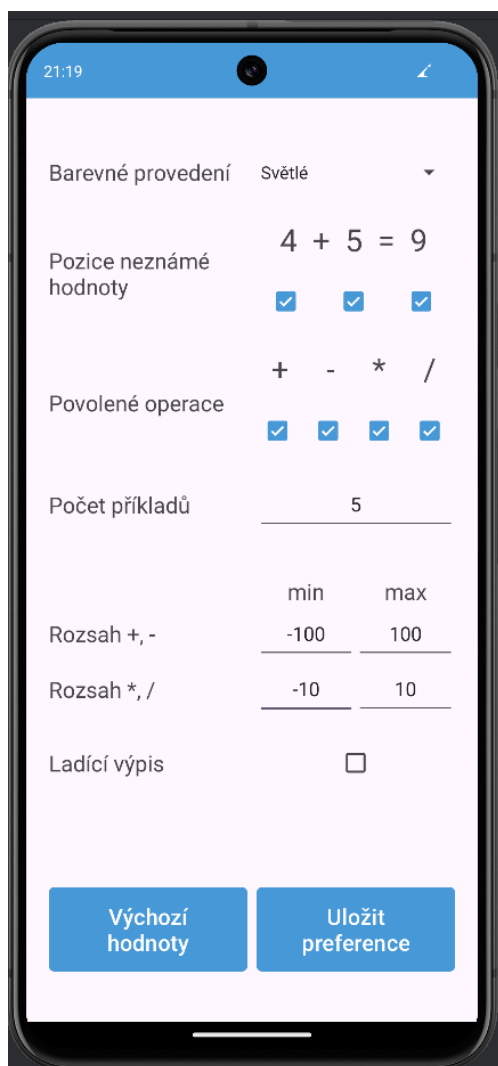 21:19
Barevné provedení
Světlé
4 + 5 = 9
Pozice neznámé
hodnoty
+ - * /
Povolené operace
Počet příkladů
5
min max
Rozsah +, -
-100 100
Rozsah *, /
-10 10
Ladící výpis
Výchozí
hodnoty
Uložit
preference